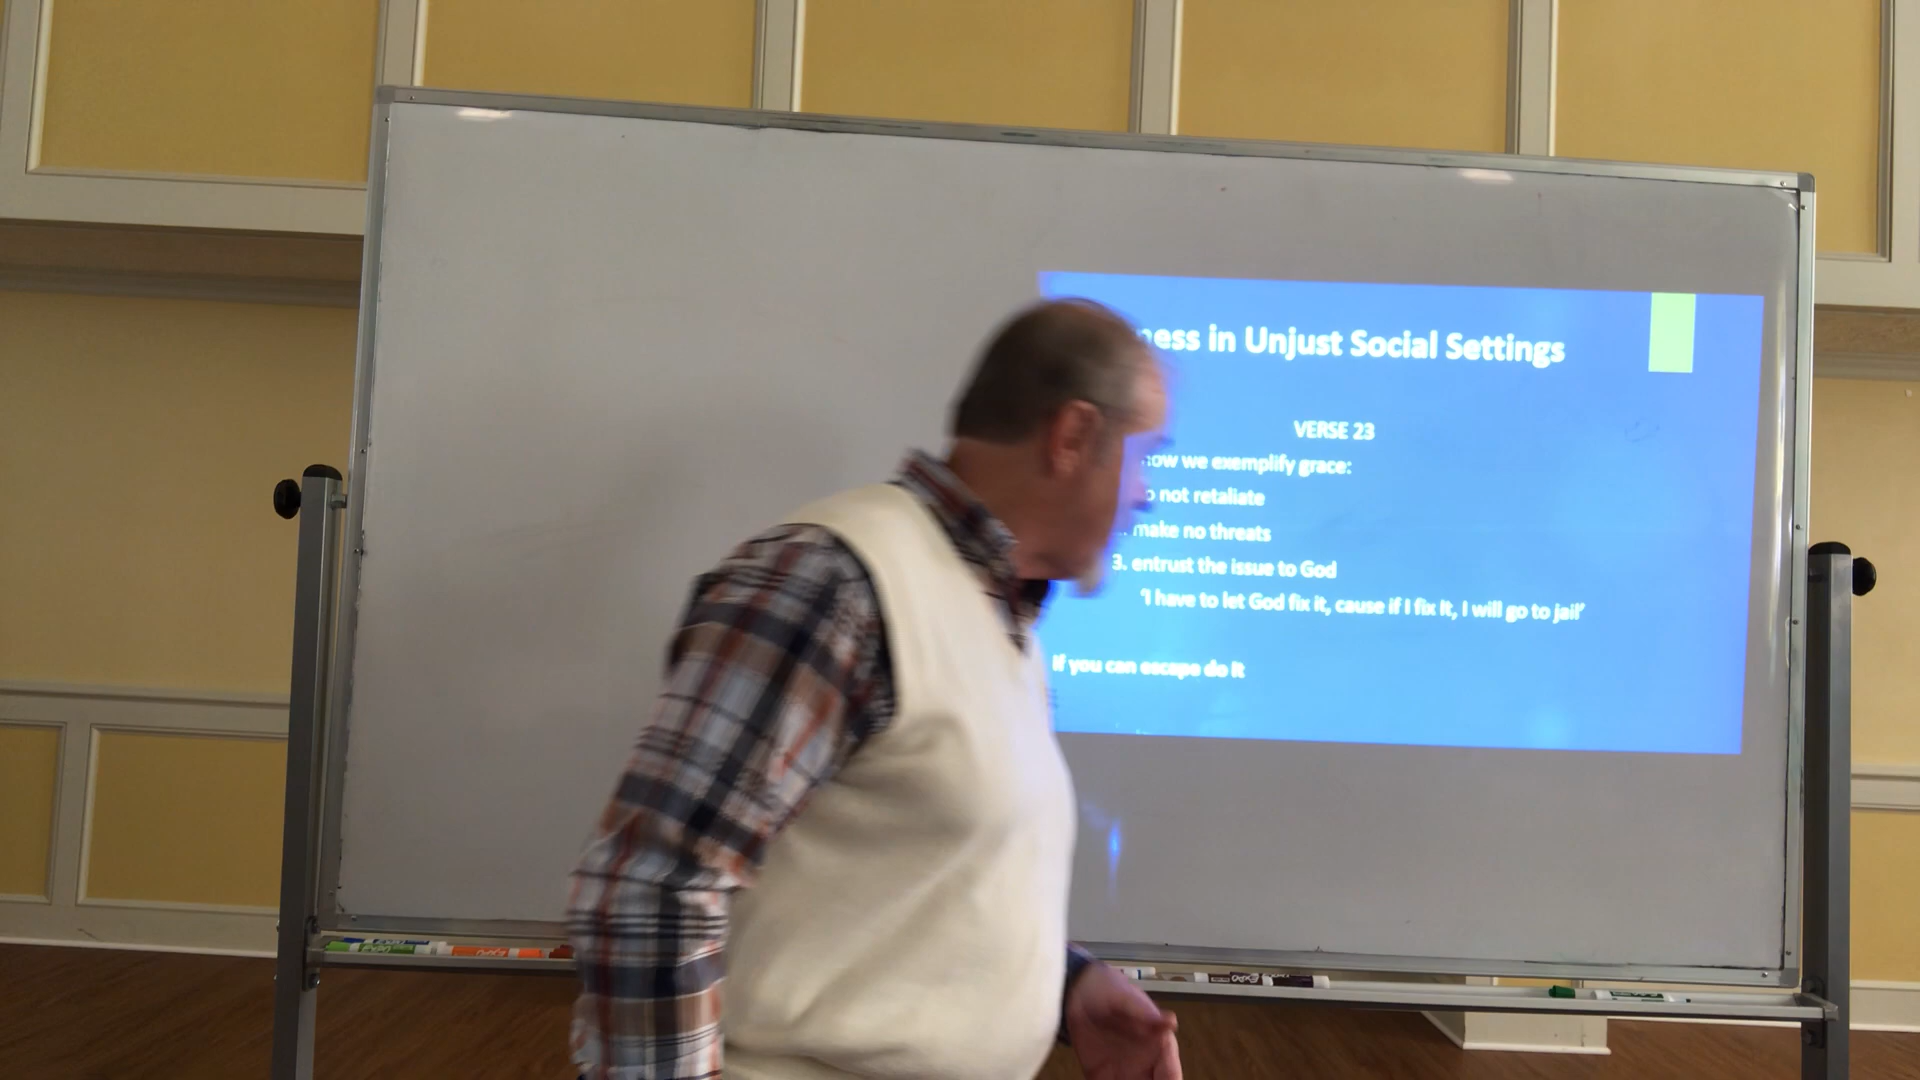 in Unjust Social Settings
VERSE 23
how we exemplify grace:
not retaliate
make no threats
3. entrust the issue to God
'I have to let God fix it, cause if I fix it, I will go to jail'
if you can escape do it
EXPO